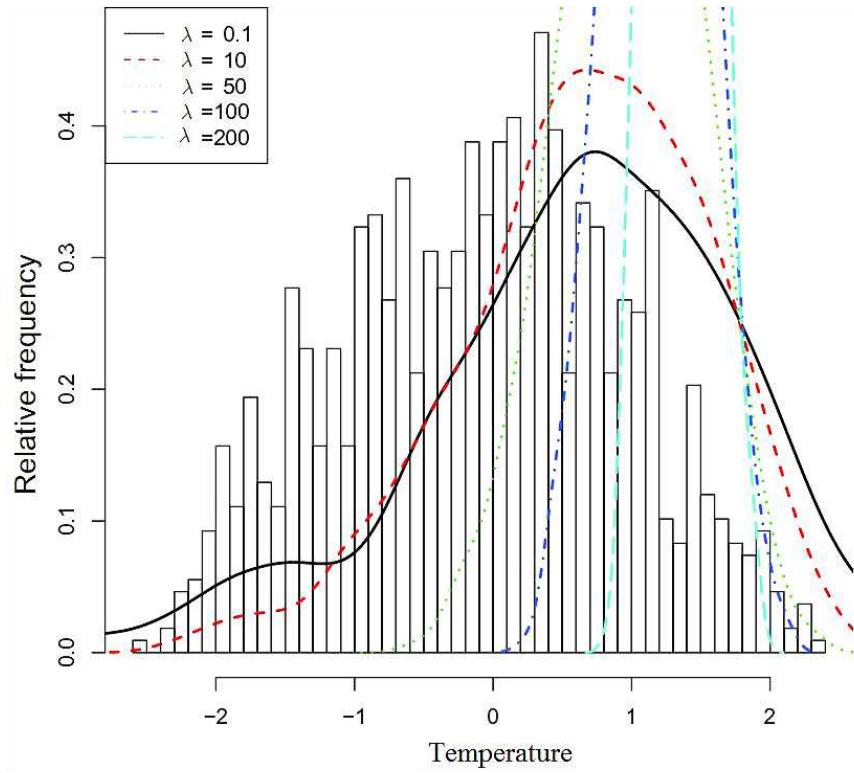 λ = 0.1
λ = 10
λ = 50
λ =100
λ =200
Relative frequency
0.4
0.3
0.2
0.1
0.0
−2 −1 0 1 2
Temperature